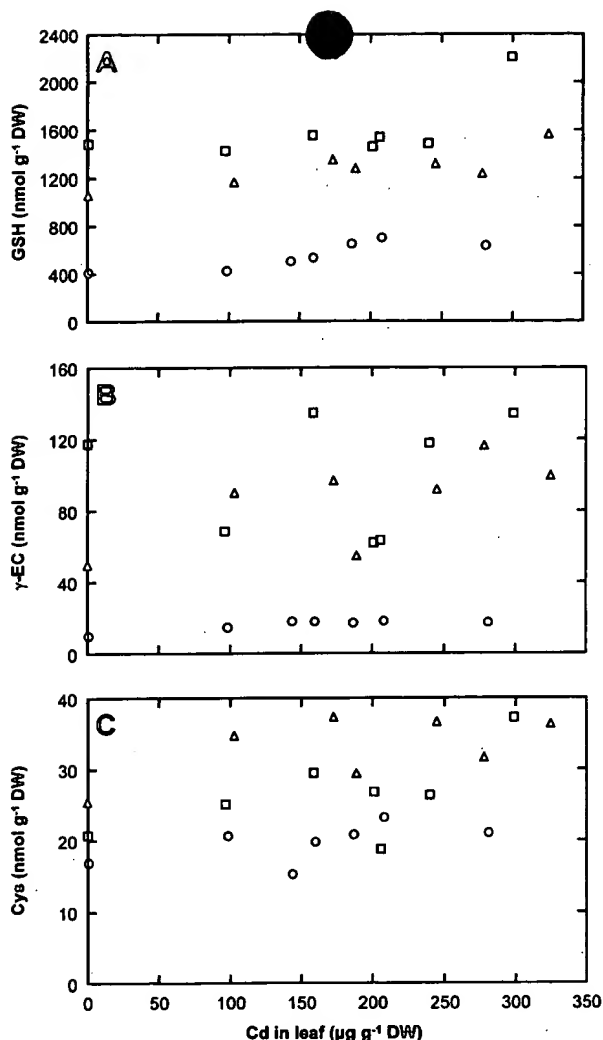 2400
A
2000
1600
1200
800
400
0
GSH (nmol g⁻¹ DW)
160
B
120
80
40
0
γ-EC (nmol g⁻¹ DW)
40
C
30
20
10
0
Cys (nmol g⁻¹ DW)
0 50 100 150 200 250 300 350
Cd in leaf (µg g⁻¹ DW)